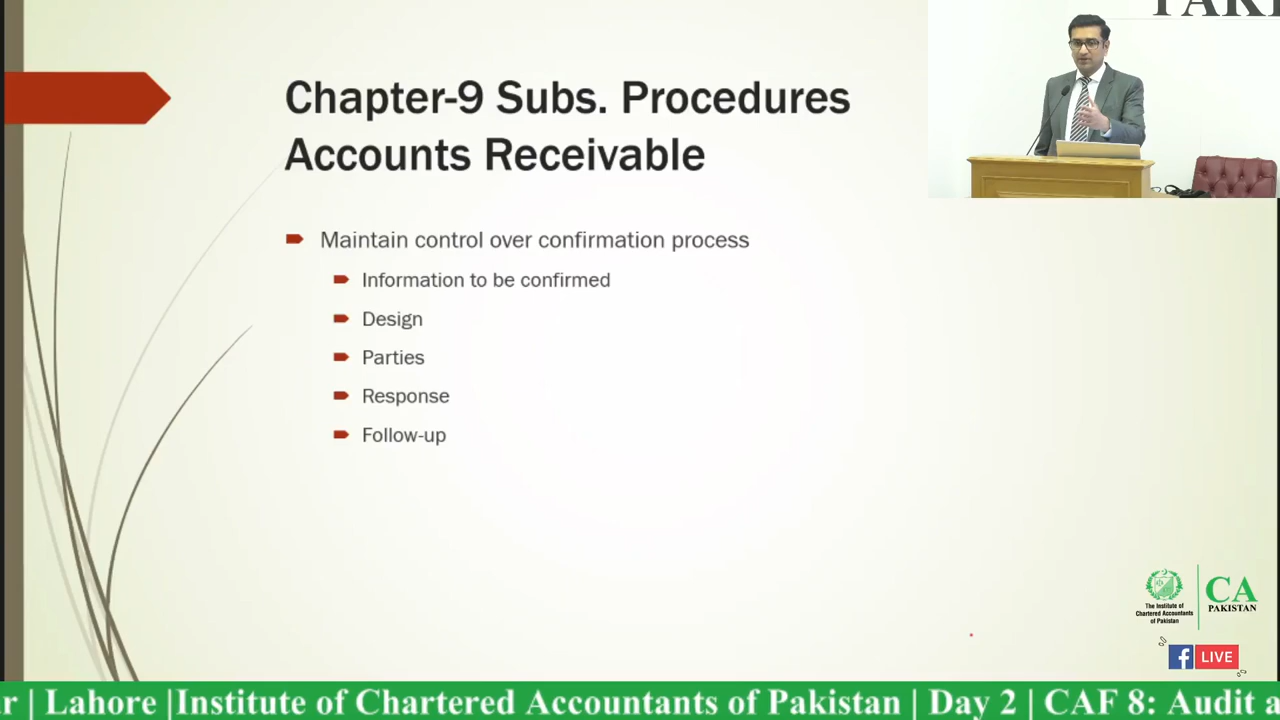 Chapter-9 Subs. Procedures
Accounts Receivable
Maintain control over confirmation process
Information to be confirmed
Design
Parties
Response
Follow-up
The Institute of
Chartered Accountants
of Pakistan
CA
PAKISTAN
LIVE
r | Lahore |Institute of Chartered Accountants of Pakistan | Day 2 | CAF 8: Audit a